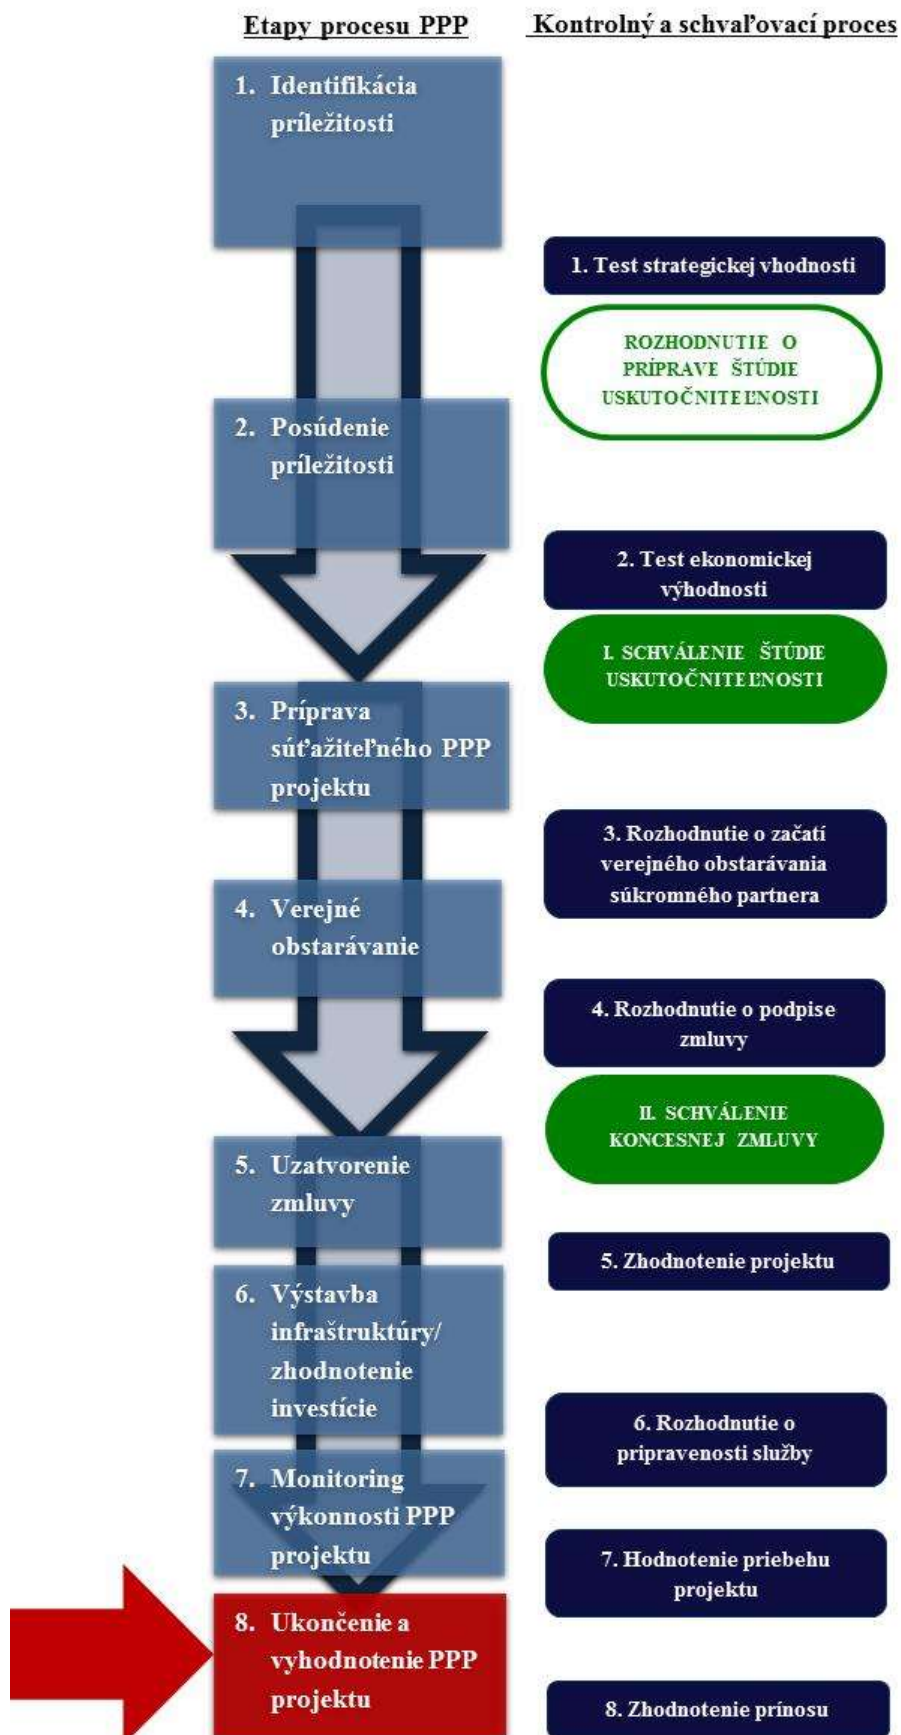 Etapy procesu PPP
Kontrolný a schvaľovací proces
1. Identifikácia
príležitosti
1. Test strategickej vhodnosti
ROZHODNUTIE O
PRÍPRAVE ŠTÚDIE
USKUTOČNITEĽNOSTI
2. Posúdenie
príležitosti
2. Test ekonomickej
výhodnosti
I. SCHVÁLENIE ŠTÚDIE
USKUTOČNITEĽNOSTI
3. Príprava
súťažiteľného PPP
projektu
3. Rozhodnutie o začatí
verejného obstarávania
súkromného partnera
4. Verejné
obstarávanie
4. Rozhodnutie o podpise
zmluvy
II. SCHVÁLENIE
KONCESNEJ ZMLUVY
5. Uzatvorenie
zmluvy
5. Zhodnotenie projektu
6. Výstavba
infraštruktúry/
zhodnotenie
investície
6. Rozhodnutie o
pripravenosti služby
7. Monitoring
výkonnosti PPP
projektu
7. Hodnotenie priebehu
projektu
8. Ukončenie a
vyhodnotenie PPP
projektu
8. Zhodnotenie prínosu